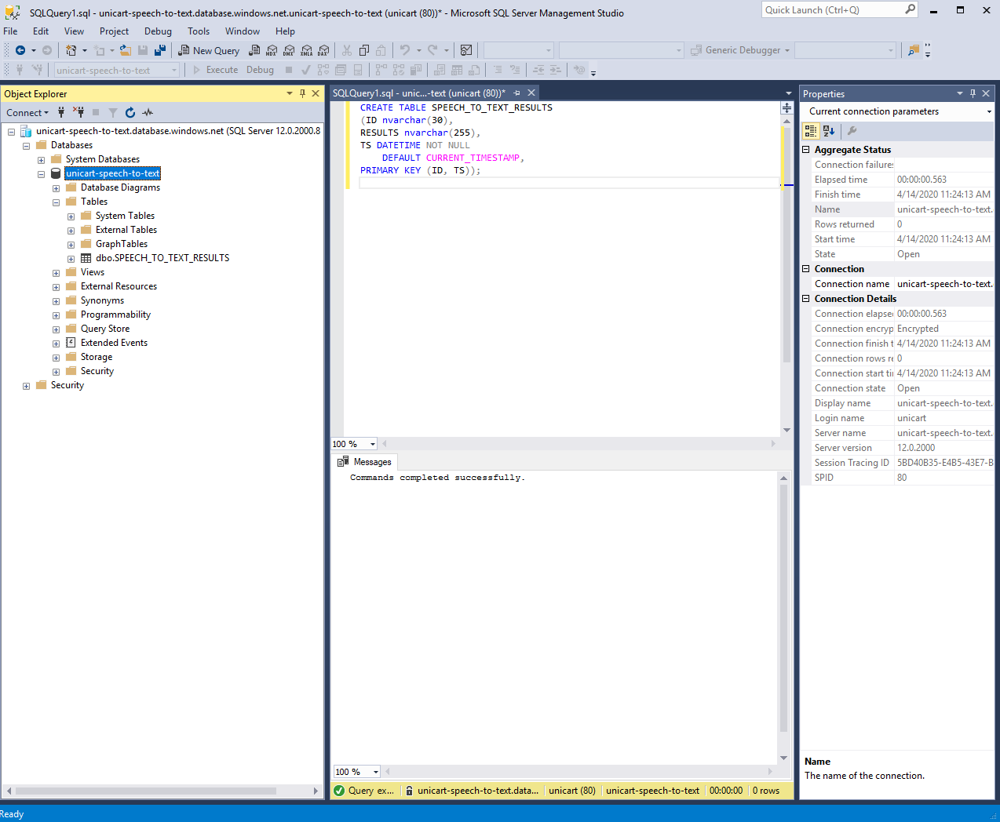 SQLQuery1.sql - unicart-speech-to-text.database.windows.net.unicart-speech-to-text (unicart (80))* - Microsoft SQL Server Management Studio
Quick Launch (Ctrl+Q)
File Edit View Project Debug Tools Window Help
New Query MDX DMX XMLA DAX Generic Debugger
unicart-speech-to-text Execute Debug
Object Explorer
Connect
unicart-speech-to-text.database.windows.net (SQL Server 12.0.2000.8
Databases
System Databases
unicart-speech-to-text
Database Diagrams
Tables
System Tables
External Tables
GraphTables
dbo.SPEECH_TO_TEXT_RESULTS
Views
External Resources
Synonyms
Programmability
Query Store
Extended Events
Storage
Security
Security
SQLQuery1.sql - unic...-text (unicart (80))*
CREATE TABLE SPEECH_TO_TEXT_RESULTS
(ID nvarchar(30),
RESULTS nvarchar(255),
TS DATETIME NOT NULL
DEFAULT CURRENT_TIMESTAMP,
PRIMARY KEY (ID, TS));
100 %
Messages
Commands completed successfully.
100 %
Query ex... unicart-speech-to-text.data... unicart (80) unicart-speech-to-text 00:00:00 0 rows
Properties
Current connection parameters
Aggregate Status
Connection failures
Elapsed time 00:00:00.563
Finish time 4/14/2020 11:24:13 AM
Name unicart-speech-to-text.
Rows returned 0
Start time 4/14/2020 11:24:13 AM
State Open
Connection
Connection name unicart-speech-to-text.
Connection Details
Connection elapse 00:00:00.563
Connection encryp Encrypted
Connection finish t 4/14/2020 11:24:13 AM
Connection rows re 0
Connection start ti 4/14/2020 11:24:13 AM
Connection state Open
Display name unicart-speech-to-text.
Login name unicart
Server name unicart-speech-to-text.
Server version 12.0.2000
Session Tracing ID 5BD40B35-E4B5-43E7-B
SPID 80
Name
The name of the connection.
Ready